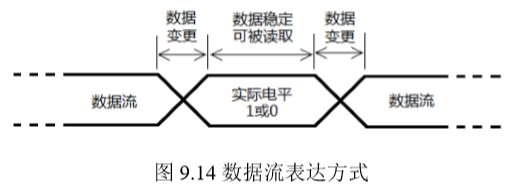 数据
变更
数据稳定
可被读取
数据
变更
数据流
实际电平
1或0
数据流
图 9.14 数据流表达方式